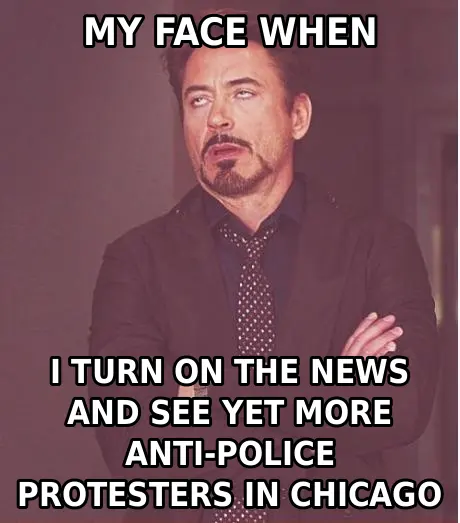 MY FACE WHEN
I TURN ON THE NEWS
AND SEE YET MORE
ANTI-POLICE
PROTESTERS IN CHICAGO